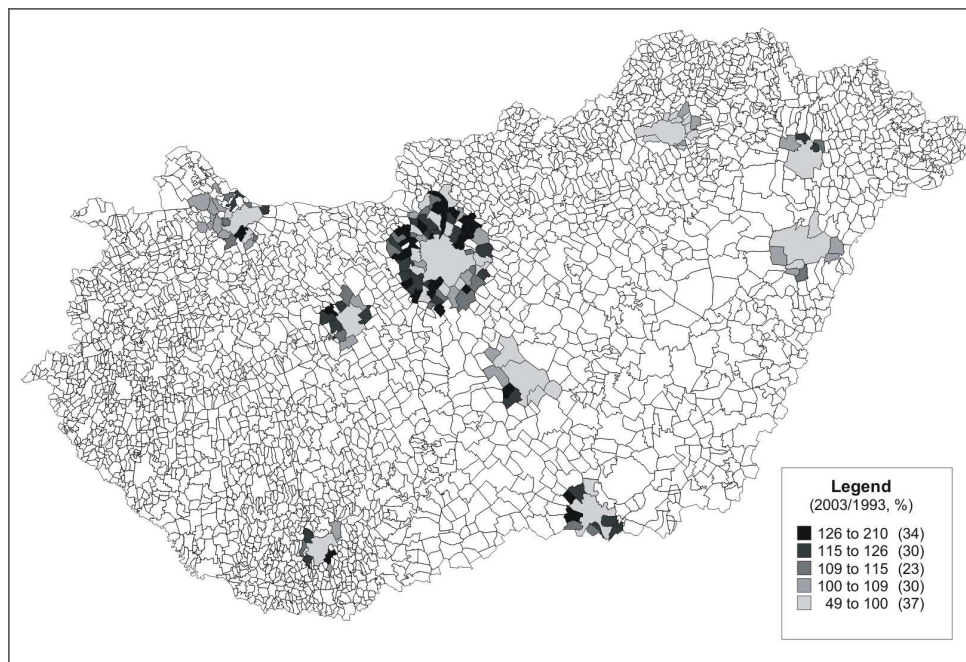 Legend
(2003/1993, %)
126 to 210 (34)
115 to 126 (30)
109 to 115 (23)
100 to 109 (30)
49 to 100 (37)